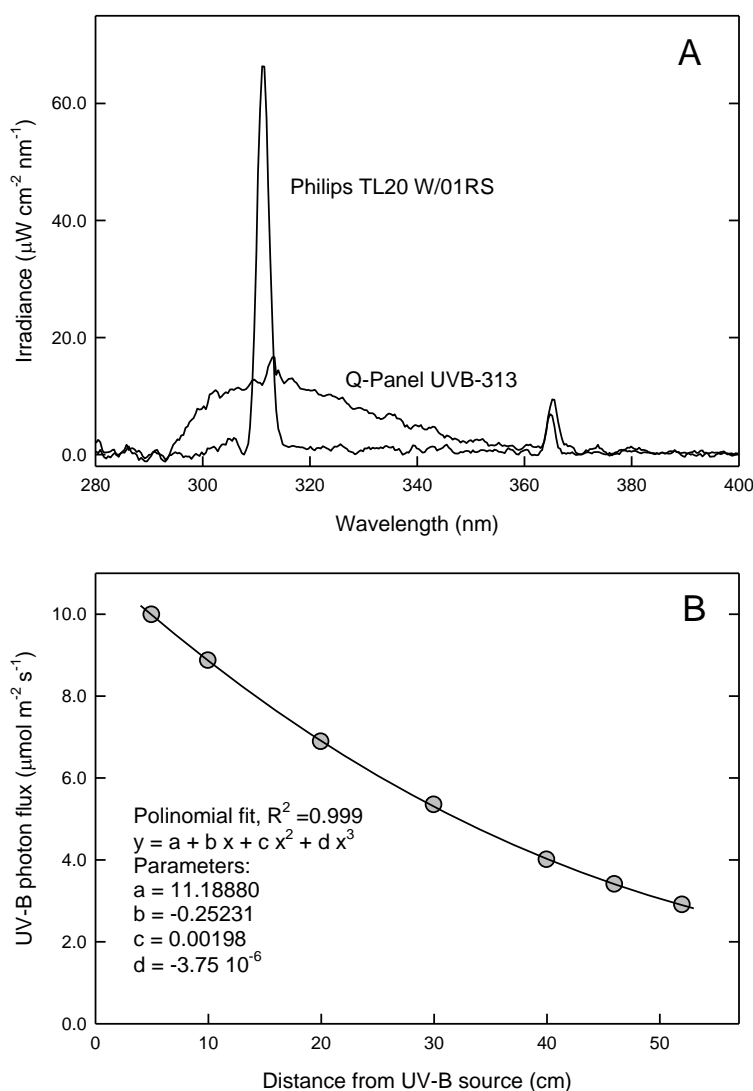 A
60.0
40.0
20.0
0.0
Irradiance (μW cm⁻² nm⁻¹)
Philips TL20 W/01RS
Q-Panel UVB-313
280 300 320 340 360 380 400
Wavelength (nm)
B
10.0
8.0
6.0
4.0
2.0
0.0
UV-B photon flux (μmol m⁻² s⁻¹)
Polinomial fit, R² =0.999
y = a + b x + c x² + d x³
Parameters:
a = 11.18880
b = -0.25231
c = 0.00198
d = -3.75 10⁻⁶
0 10 20 30 40 50
Distance from UV-B source (cm)